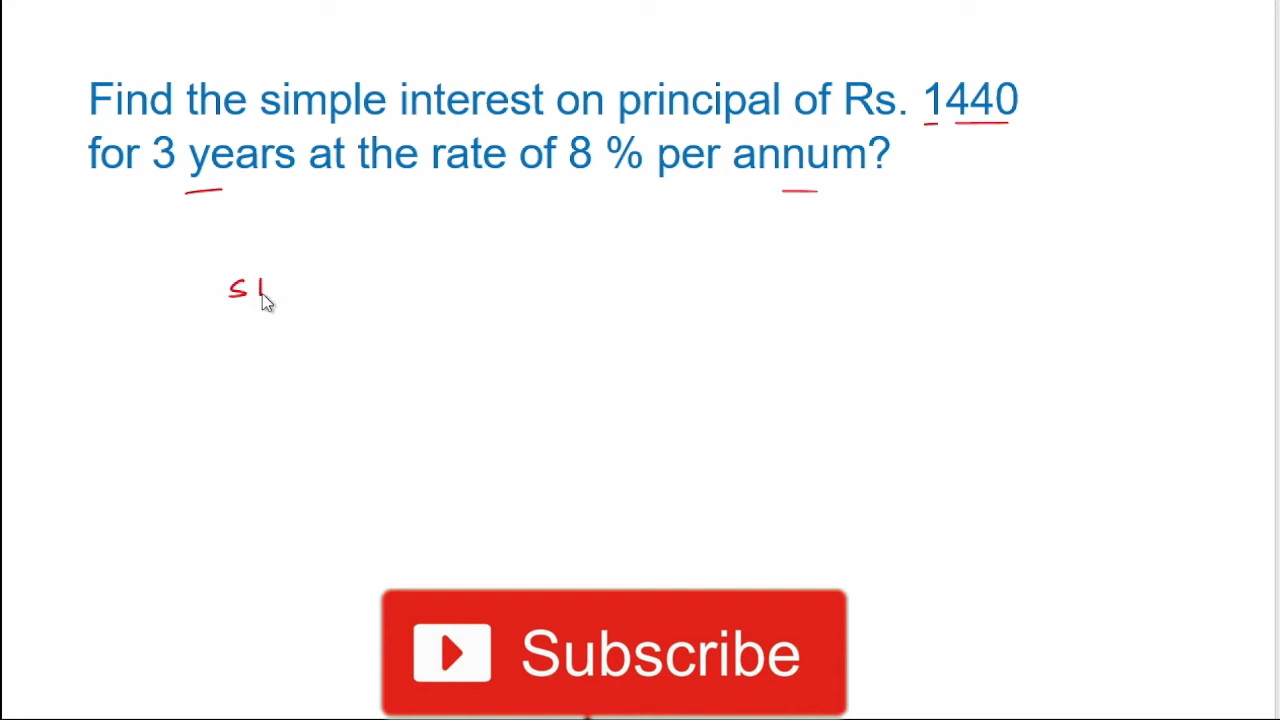 Find the simple interest on principal of Rs. 1440
for 3 years at the rate of 8 % per annum?
SI
Subscribe